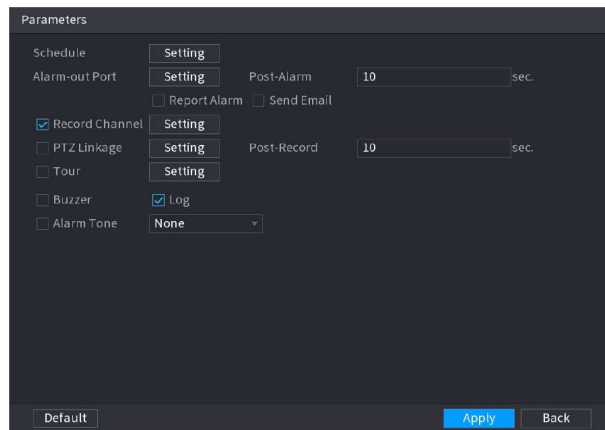 Parameters
Schedule Setting
Alarm-out Port Setting Post-Alarm 10 sec.
Report Alarm Send Email
Record Channel Setting
PTZ Linkage Setting Post-Record 10 sec.
Tour Setting
Buzzer Log
Alarm Tone None
Default Apply Back